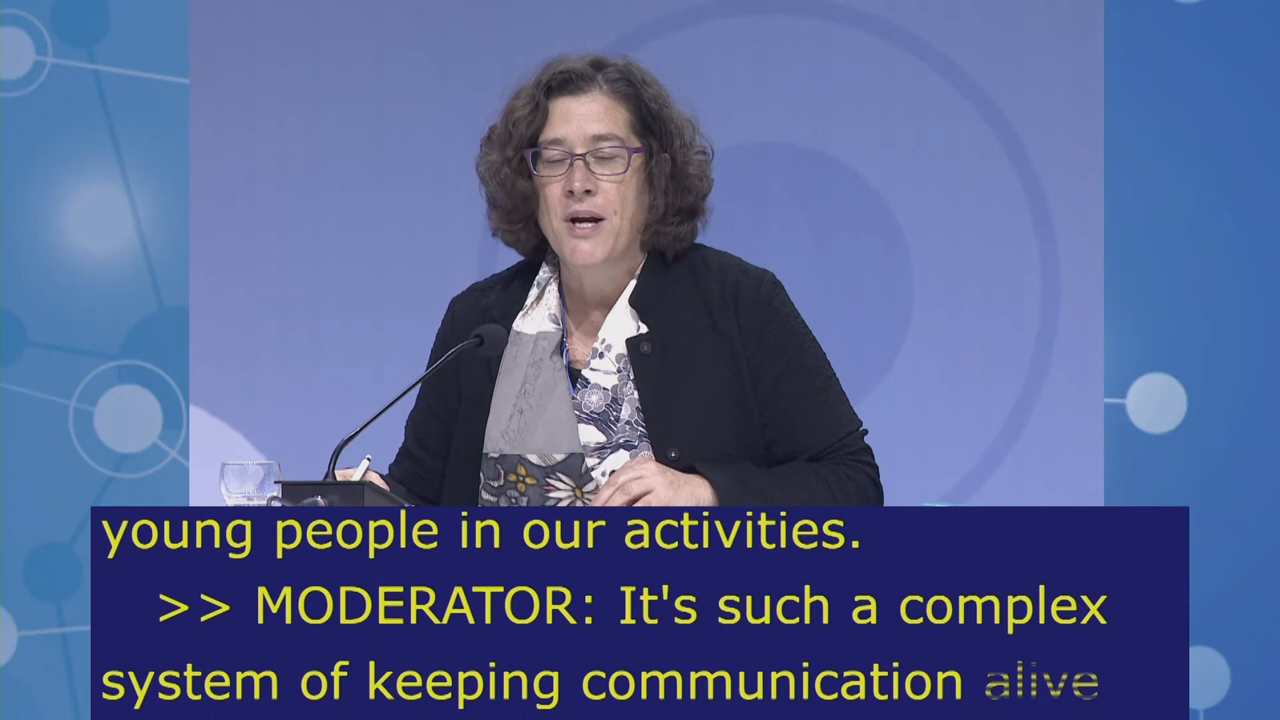 young people in our activities.
>> MODERATOR: It's such a complex
system of keeping communication alive